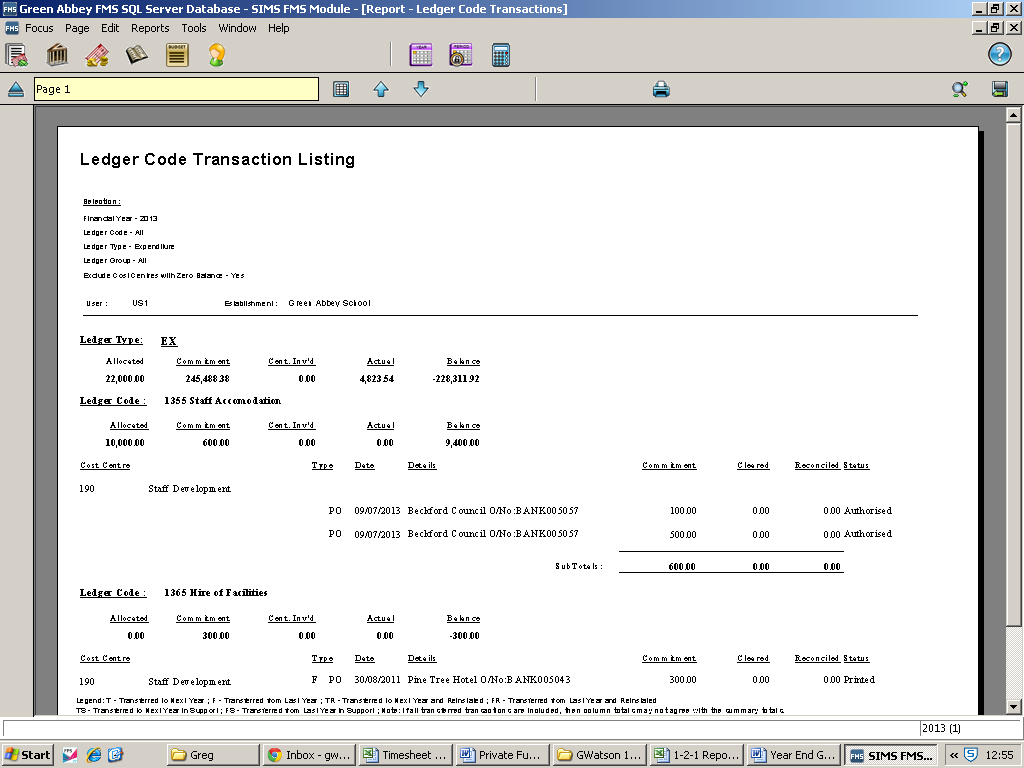 Green Abbey FMS SQL Server Database - SIMS FMS Module - [Report - Ledger Code Transactions]
FMS Focus Page Edit Reports Tools Window Help
BUDGET YEAR PERIOD
Page 1
Ledger Code Transaction Listing
Selection :
Financial Year - 2013
Ledger Code - All
Ledger Type - Expenditure
Ledger Group - All
Exclude Cost Centres with Zero Balance - Yes
User : US1 Establishment : Green Abbey School
Ledger Type: EX
Allocated Commitment Cent. Inv'd Actual Balance
22,000.00 245,488.38 0.00 4,823.54 -228,311.92
Ledger Code : 1355 Staff Accomodation
Allocated Commitment Cent. Inv'd Actual Balance
10,000.00 600.00 0.00 0.00 9,400.00
Cost Centre Type Date Details Commitment Cleared Reconciled Status
190 Staff Development
PO 09/07/2013 Beckford Council O/No:BANK005057 100.00 0.00 0.00 Authorised
PO 09/07/2013 Beckford Council O/No:BANK005057 500.00 0.00 0.00 Authorised
Sub Totals : 600.00 0.00 0.00
Ledger Code : 1365 Hire of Facilities
Allocated Commitment Cent. Inv'd Actual Balance
0.00 300.00 0.00 0.00 -300.00
Cost Centre Type Date Details Commitment Cleared Reconciled Status
190 Staff Development F PO 30/08/2011 Pine Tree Hotel O/No:BANK005043 300.00 0.00 0.00 Printed
Legend: T - Transferred to Next Year ; F - Transferred from Last Year ; TR - Transferred to Next Year and Reinstated ; FR - Transferred from Last Year and Reinstated
TS - Transferred to Next Year in Support ; FS - Transferred from Last Year in Support ; Note: If all transferred transactions are included, then column totals may not agree with the summary totals.
2013 (1)
Start Greg Inbox - gw... Timesheet ... Private Fu... GWatson 1... 1-2-1 Repo... Year End G... FMS SIMS FMS... « 12:55